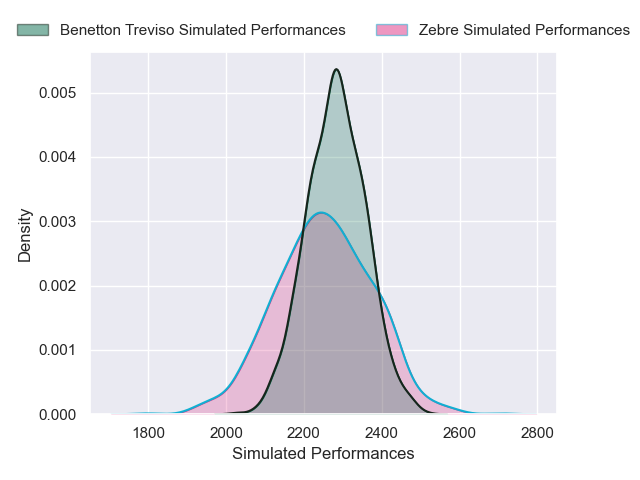 Benetton Treviso Simulated Performances Zebre Simulated Performances
0.005
0.004
0.003
0.002
0.001
0.000
Density
1800 2000 2200 2400 2600 2800
Simulated Performances